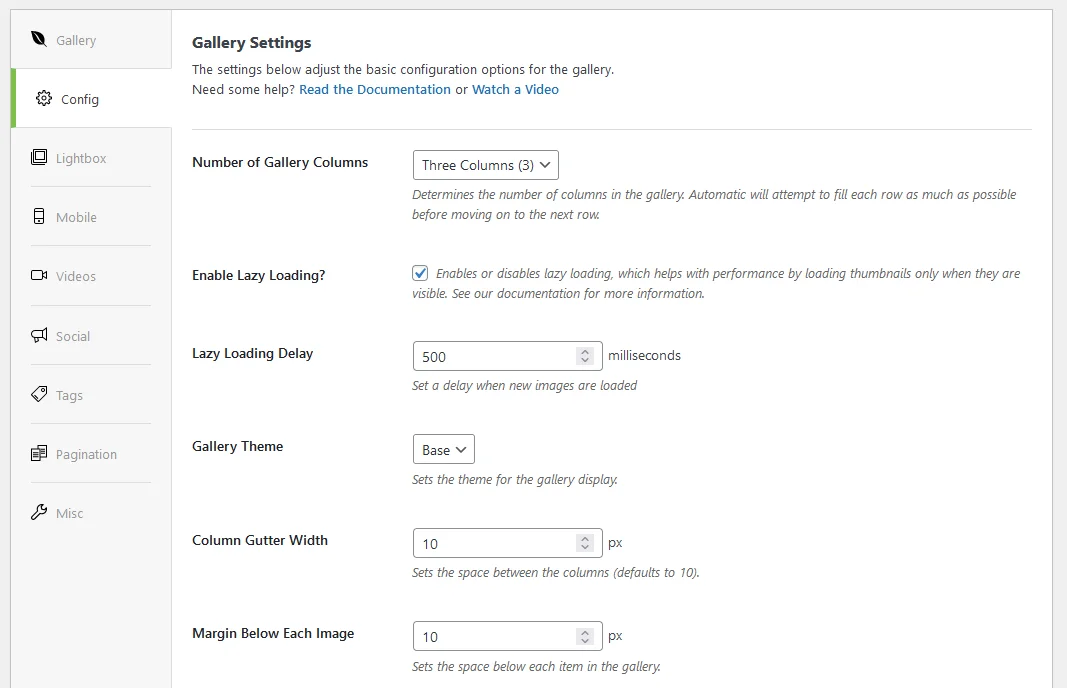 Gallery
Config
Lightbox
Mobile
Videos
Social
Tags
Pagination
Misc
Gallery Settings
The settings below adjust the basic configuration options for the gallery.
Need some help? Read the Documentation or Watch a Video
Number of Gallery Columns
Three Columns (3)
Determines the number of columns in the gallery. Automatic will attempt to fill each row as much as possible
before moving on to the next row.
Enable Lazy Loading?
Enables or disables lazy loading, which helps with performance by loading thumbnails only when they are
visible. See our documentation for more information.
Lazy Loading Delay
500 milliseconds
Set a delay when new images are loaded
Gallery Theme
Base
Sets the theme for the gallery display.
Column Gutter Width
10 px
Sets the space between the columns (defaults to 10).
Margin Below Each Image
10 px
Sets the space below each item in the gallery.